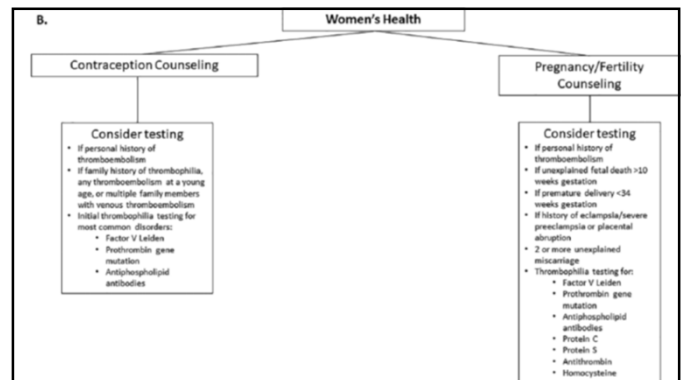 B.
Women's Health
Contraception Counseling
Pregnancy/Fertility
Counseling
Consider testing
• If personal history of
thromboembolism
• If family history of thrombophilia,
any thromboembolism at a young
age, or multiple family members
with venous thromboembolism
• Initial thrombophilia testing for
most common disorders:
• Factor V Leiden
• Prothrombin gene
mutation
• Antiphospholipid
antibodies
Consider testing
• If personal history of
thromboembolism
• If unexplained fetal death >10
weeks gestation
• If premature delivery <34
weeks gestation
• If history of eclampsia/severe
preeclampsia or placental
abruption
• 2 or more unexplained
miscarriage
• Thrombophilia testing for:
• Factor V Leiden
• Prothrombin gene
mutation
• Antiphospholipid
antibodies
• Protein C
• Protein S
• Antithrombin
• Homocysteine